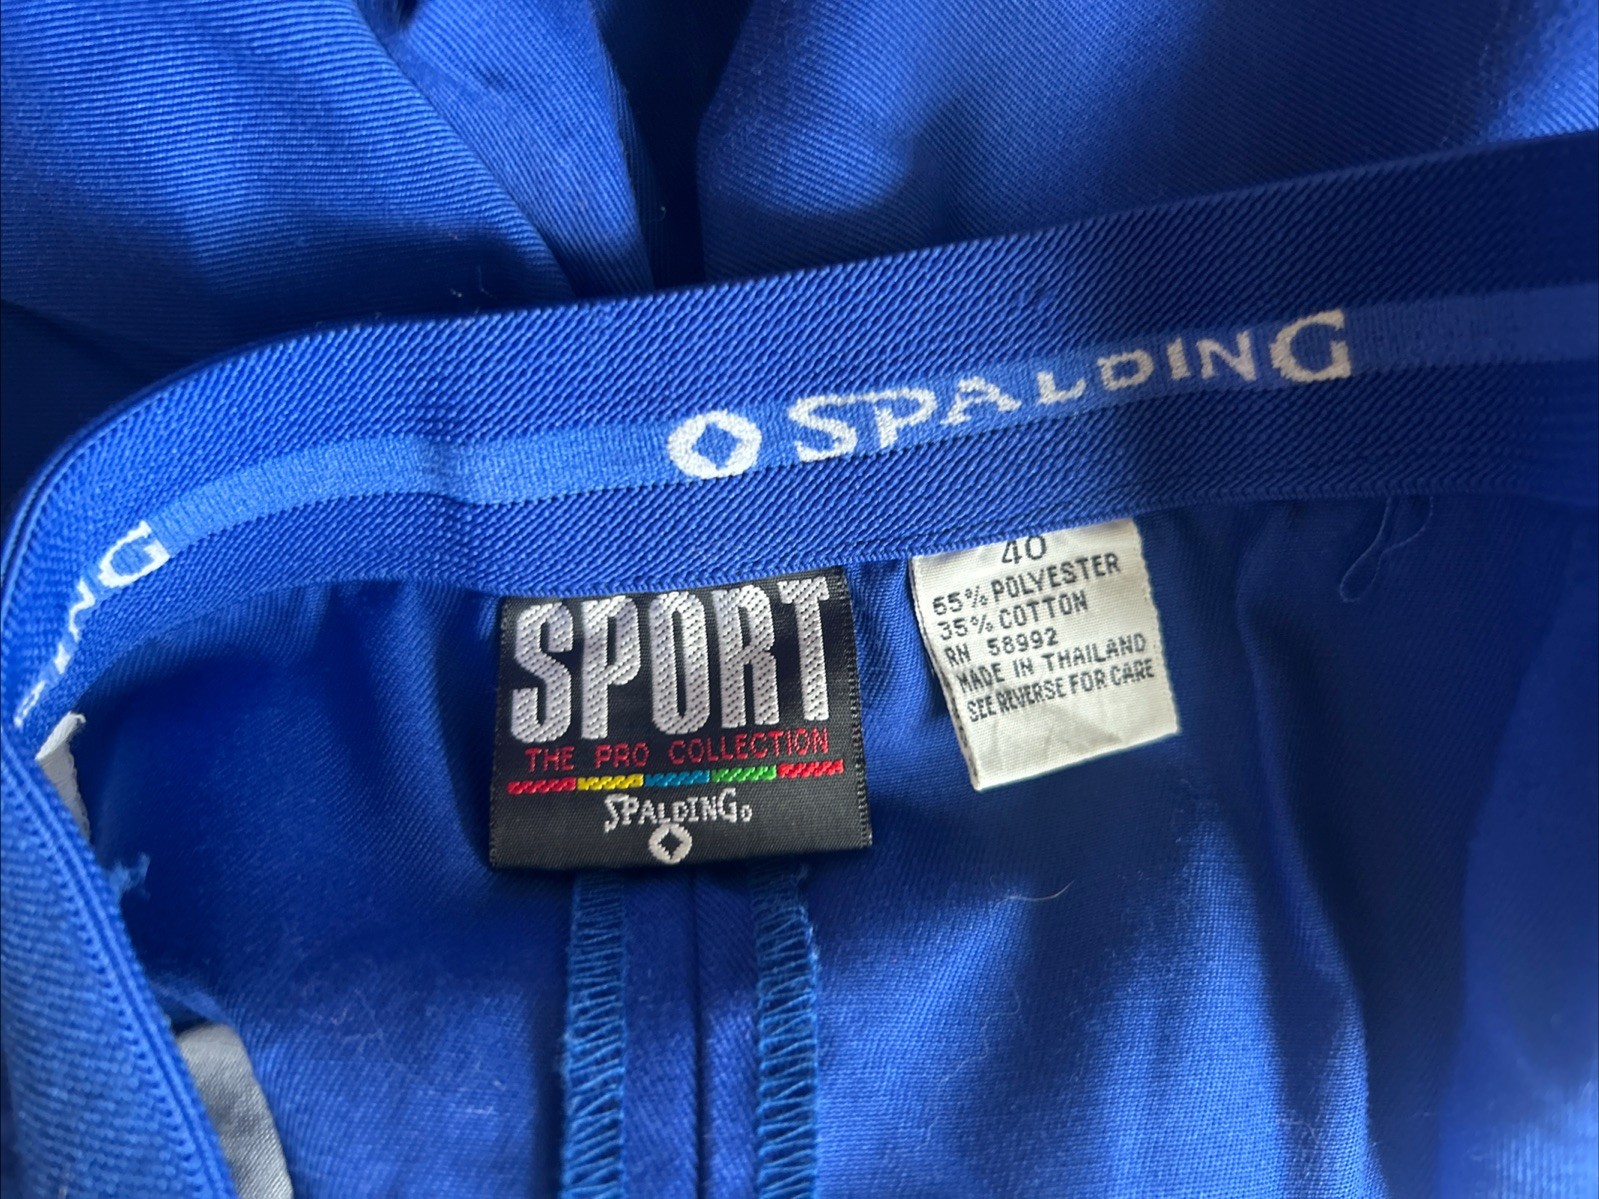 SPALDING
ING
SPORT
THE PRO COLLECTION
SPALDING
40
65% POLYESTER
35% COTTON
RN 58992
MADE IN THAILAND
SEE REVERSE FOR CARE